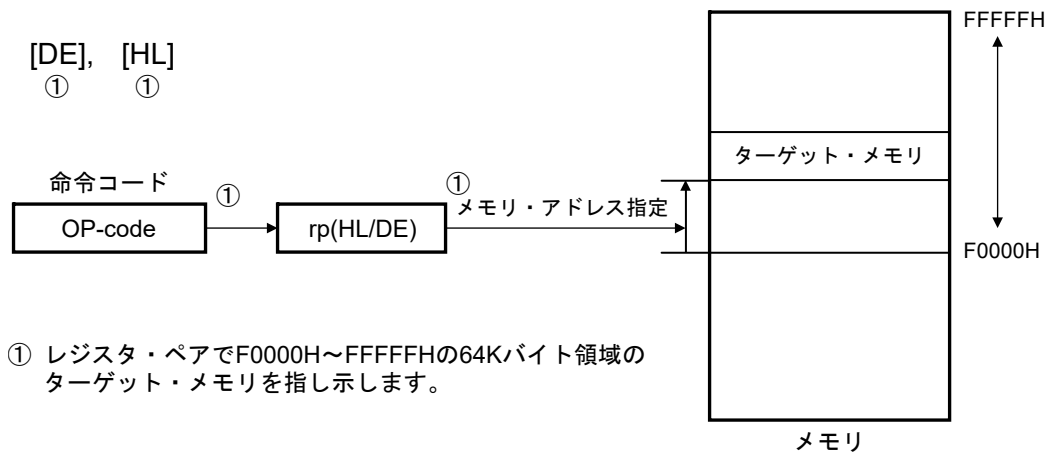 FFFFFH
[DE], [HL]
① ①
ターゲット・メモリ
命令コード
① ①
メモリ・アドレス指定
OP-code
rp(HL/DE)
F0000H
① レジスタ・ペアでF0000H～FFFFFHの64Kバイト領域の
ターゲット・メモリを指し示します。
メモリ